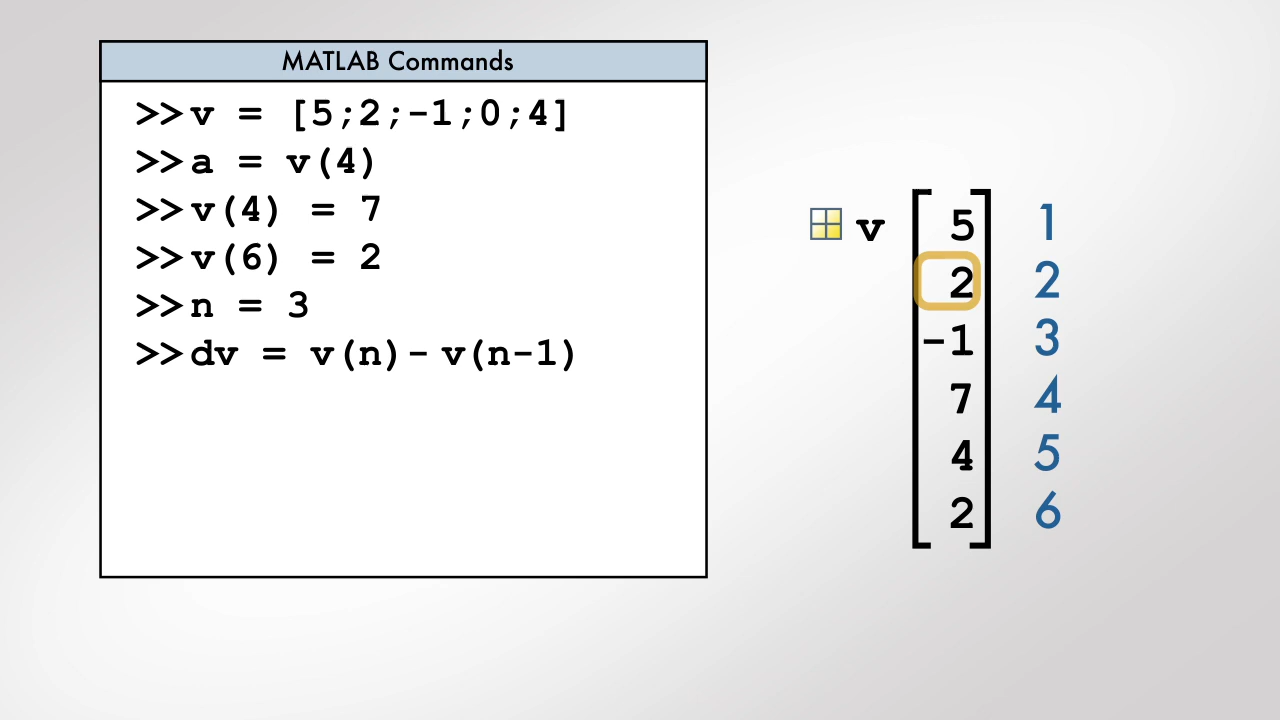 MATLAB Commands
>>v = [5;2;-1;0;4]
>>a = v(4)
>>v(4) = 7
>>v(6) = 2
>>n = 3
>>dv = v(n)-v(n-1)
v 5 1
2 2
-1 3
7 4
4 5
2 6